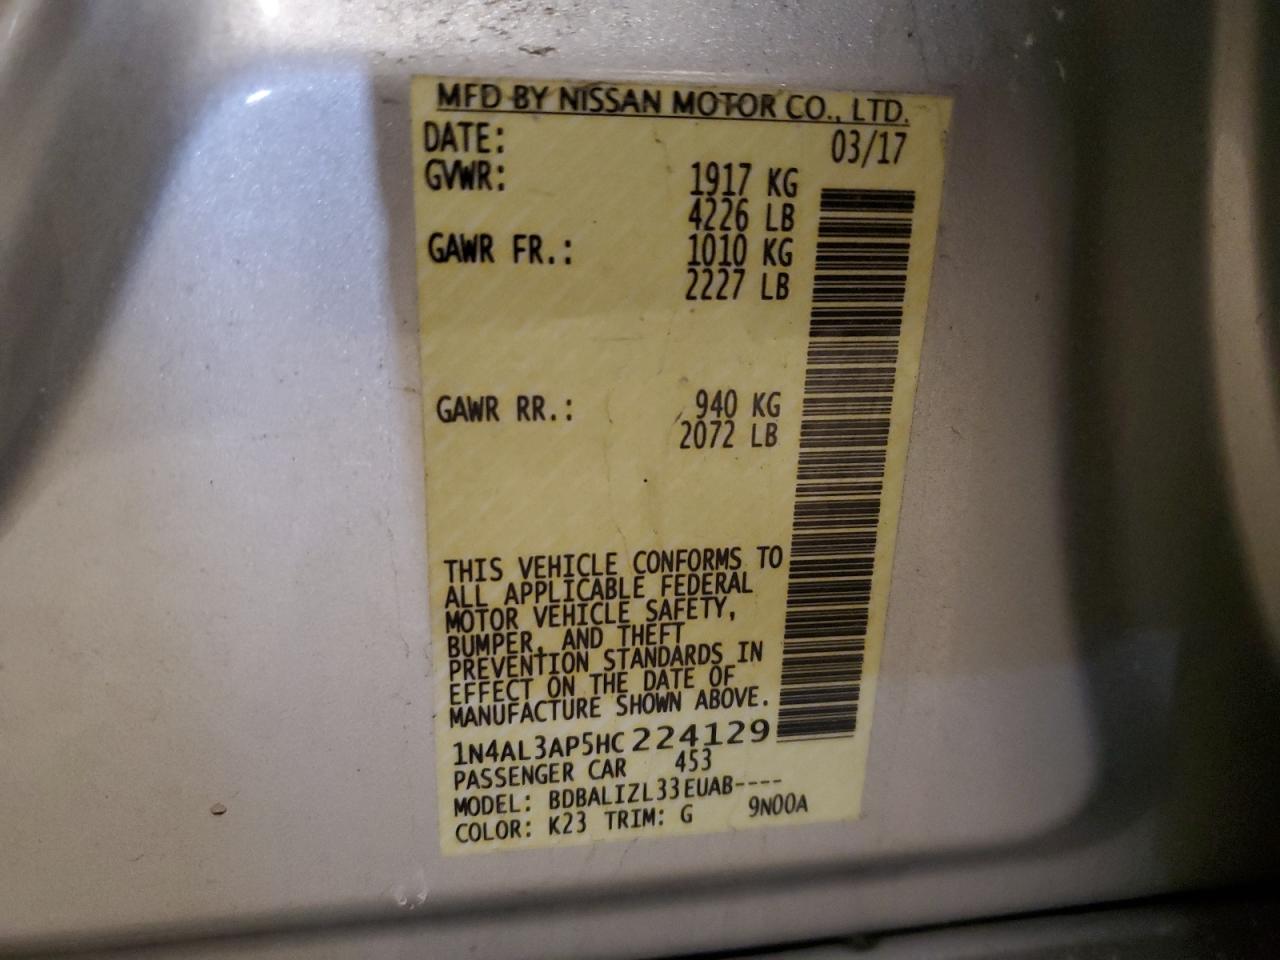 MFD BY NISSAN MOTOR CO., LTD.
DATE: 03/17
GVWR: 1917 KG
4226 LB
GAWR FR.: 1010 KG
2227 LB
GAWR RR.: 940 KG
2072 LB
THIS VEHICLE CONFORMS TO
ALL APPLICABLE FEDERAL
MOTOR VEHICLE SAFETY,
BUMPER, AND THEFT
PREVENTION STANDARDS IN
EFFECT ON THE DATE OF
MANUFACTURE SHOWN ABOVE.
1N4AL3AP5HC224129
PASSENGER CAR 453
MODEL: BDBALIZL33EUAB----
COLOR: K23 TRIM: G 9N00A